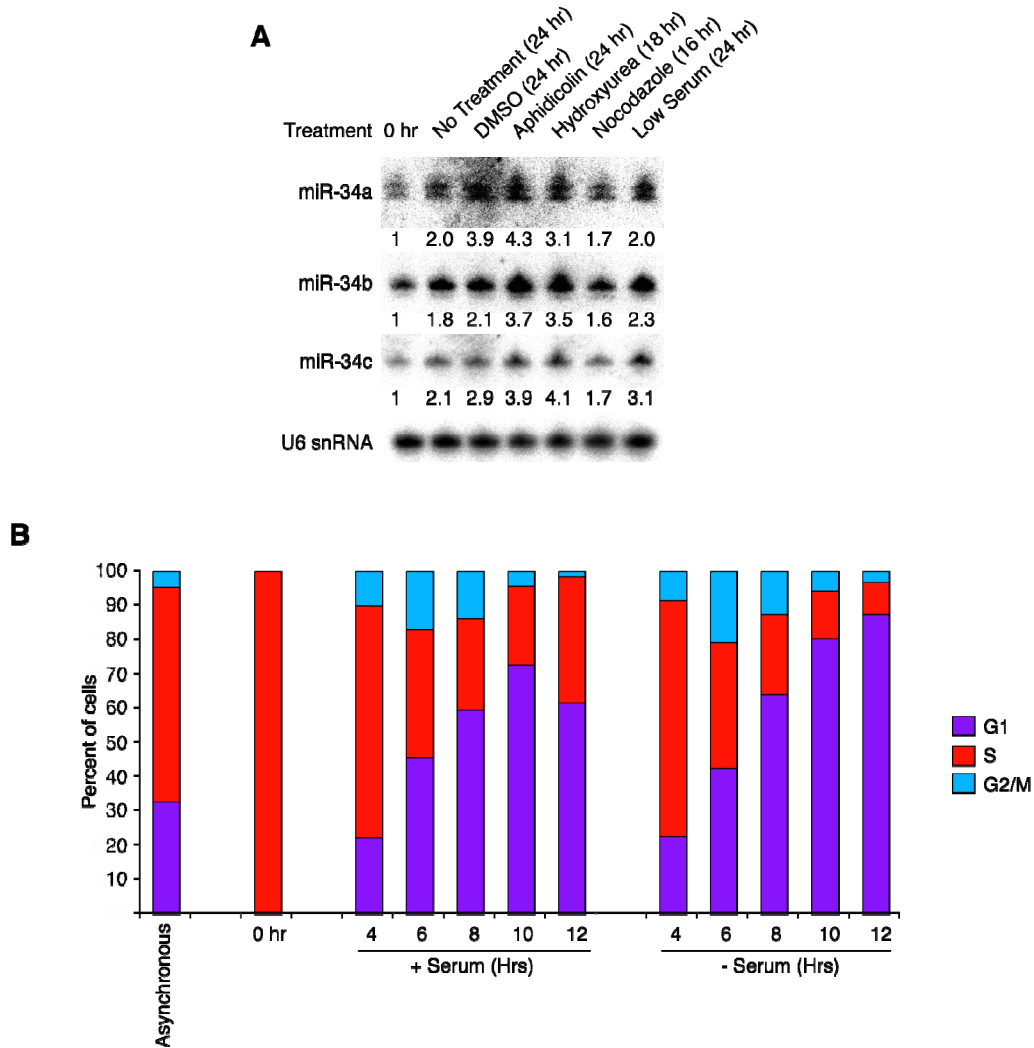 A
Treatment 0 hr No Treatment (24 hr) DMSO (24 hr) Aphidicolin (24 hr) Hydroxyurea (18 hr) Nocodazole (16 hr) Low Serum (24 hr)
miR-34a
1 2.0 3.9 4.3 3.1 1.7 2.0
miR-34b
1 1.8 2.1 3.7 3.5 1.6 2.3
miR-34c
1 2.1 2.9 3.9 4.1 1.7 3.1
U6 snRNA
B
Percent of cells
100
90
80
70
60
50
40
30
20
10
Asynchronous
0 hr
4 6 8 10 12
+ Serum (Hrs)
4 6 8 10 12
- Serum (Hrs)
G1
S
G2/M